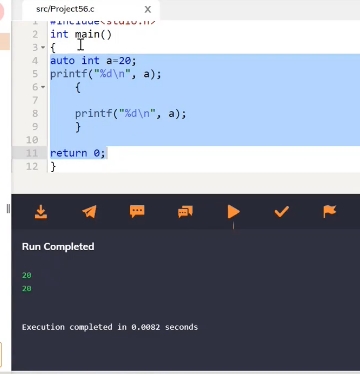 src/Project56.c X
1 #include<stdio.h>
2 int main()
3 {
4 auto int a=20;
5 printf("%d\n", a);
6 {
7
8 printf("%d\n", a);
9 }
10
11 return 0;
12 }
Run Completed
20
20
Execution completed in 0.0082 seconds